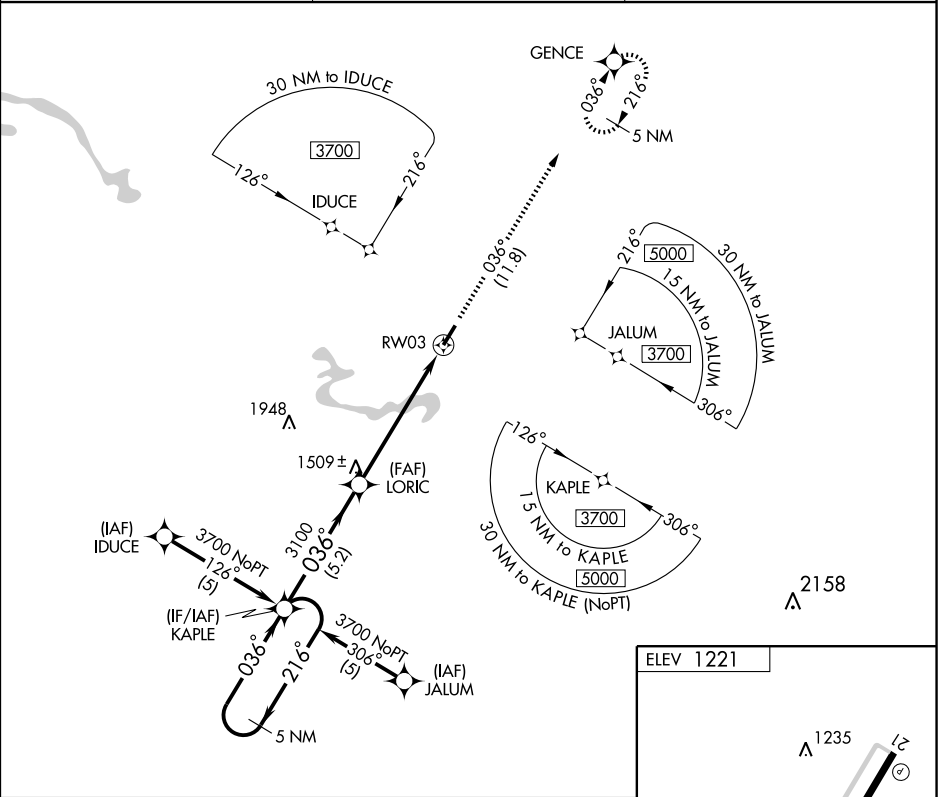 GENCE
036°
216°
5 NM
30 NM to IDUCE
3700
126°
216°
IDUCE
036°
(11.8)
216°
5000
30 NM to JALUM
15 NM to JALUM
JALUM
3700
306°
RW03
1948
1509±
(FAF)
LORIC
126°
KAPLE
306°
3700
15 NM to KAPLE
5000
30 NM to KAPLE (NoPT)
3100
036°
(5.2)
(IAF)
IDUCE
3700 NoPT
126°
(5)
(IF/IAF)
KAPLE
3700 NoPT
306°
(5)
(IAF)
JALUM
036°
216°
5 NM
2158
ELEV 1221
1235
21
P